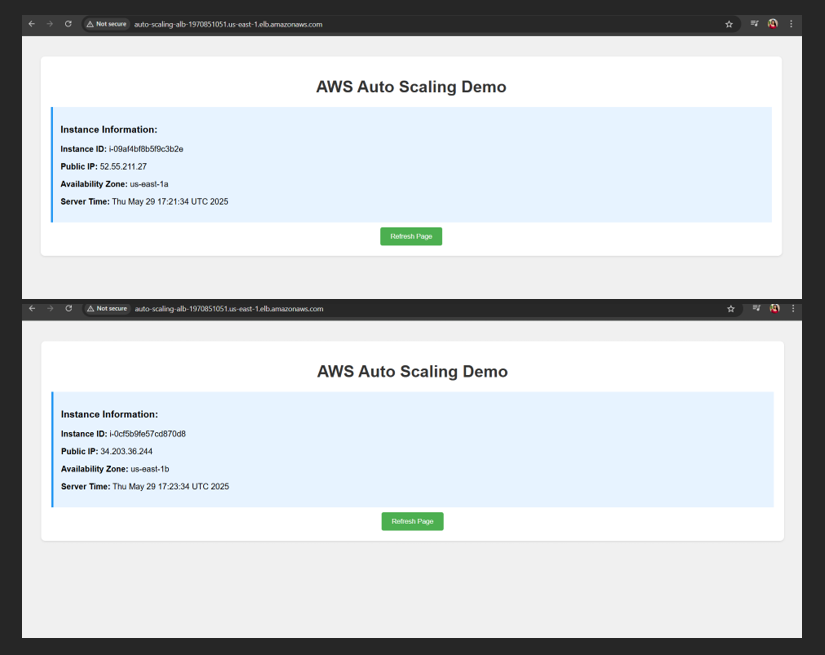 Not secure auto-scaling-alb-1970851051.us-east-1.elb.amazonaws.com
AWS Auto Scaling Demo
Instance Information:
Instance ID: i-09af4bf8b5f9c3b2e
Public IP: 52.55.211.27
Availability Zone: us-east-1a
Server Time: Thu May 29 17:21:34 UTC 2025
Refresh Page
Not secure auto-scaling-alb-1970851051.us-east-1.elb.amazonaws.com
AWS Auto Scaling Demo
Instance Information:
Instance ID: i-0cf5b9fe57cd870d8
Public IP: 34.203.36.244
Availability Zone: us-east-1b
Server Time: Thu May 29 17:23:34 UTC 2025
Refresh Page